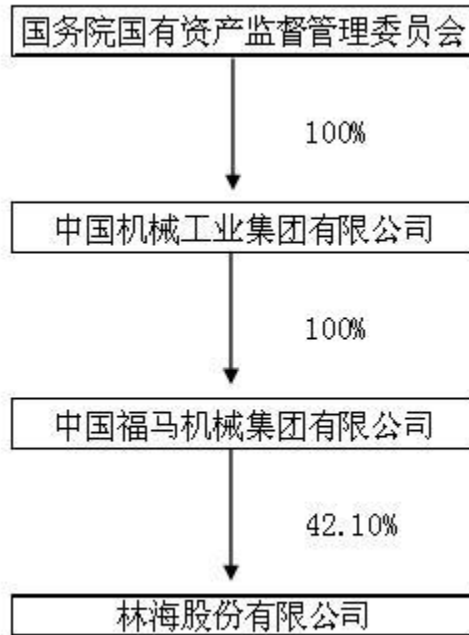 国务院国有资产监督管理委员会
100%
中国机械工业集团有限公司
100%
中国福马机械集团有限公司
42.10%
林海股份有限公司